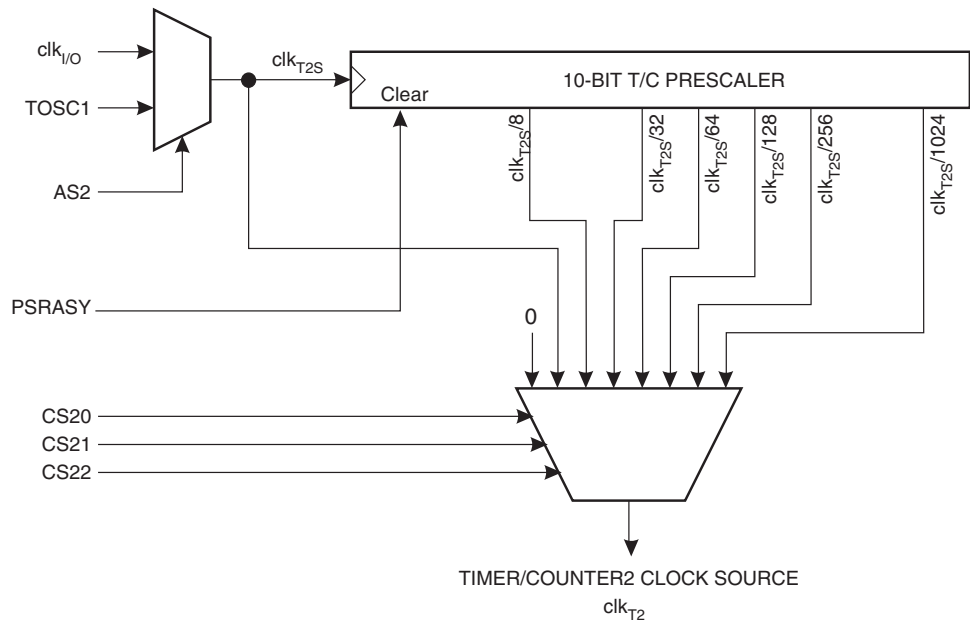 clkI/O
TOSC1
AS2
clkT2S
10-BIT T/C PRESCALER
Clear
clkT2S/8
clkT2S/32
clkT2S/64
clkT2S/128
clkT2S/256
clkT2S/1024
PSRASY
0
CS20
CS21
CS22
TIMER/COUNTER2 CLOCK SOURCE
clkT2